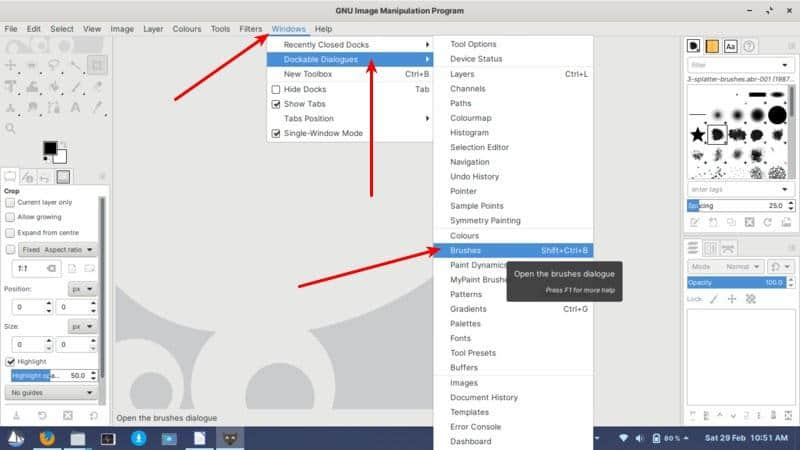 GNU Image Manipulation Program
File Edit Select View Image Layer Colours Tools Filters Windows Help
Recently Closed Docks
Dockable Dialogues
New Toolbox Ctrl+B
Hide Docks Tab
Show Tabs
Tabs Position
Single-Window Mode
Tool Options
Device Status
Layers Ctrl+L
Channels
Paths
Colourmap
Histogram
Selection Editor
Navigation
Undo History
Pointer
Sample Points
Symmetry Painting
Colours
Brushes Shift+Ctrl+B
Paint Dynamics
MyPaint Brushe
Patterns
Gradients Ctrl+G
Palettes
Fonts
Tool Presets
Buffers
Images
Document History
Templates
Error Console
Dashboard
Open the brushes dialogue
Press F1 for more help
Crop
Current layer only
Allow growing
Expand from centre
Fixed Aspect ratio
1:1
Position: px
0 0
Size: px
0 0
Highlight
Highlight opa... 50.0
No guides
Open the brushes dialogue
Aa
filter
3-splatter-brushes.abr-001 (1987...
enter tags
Spacing 25.0
Mode Normal
Opacity 100.0
Lock:
80 % Sat 29 Feb 10:51 AM